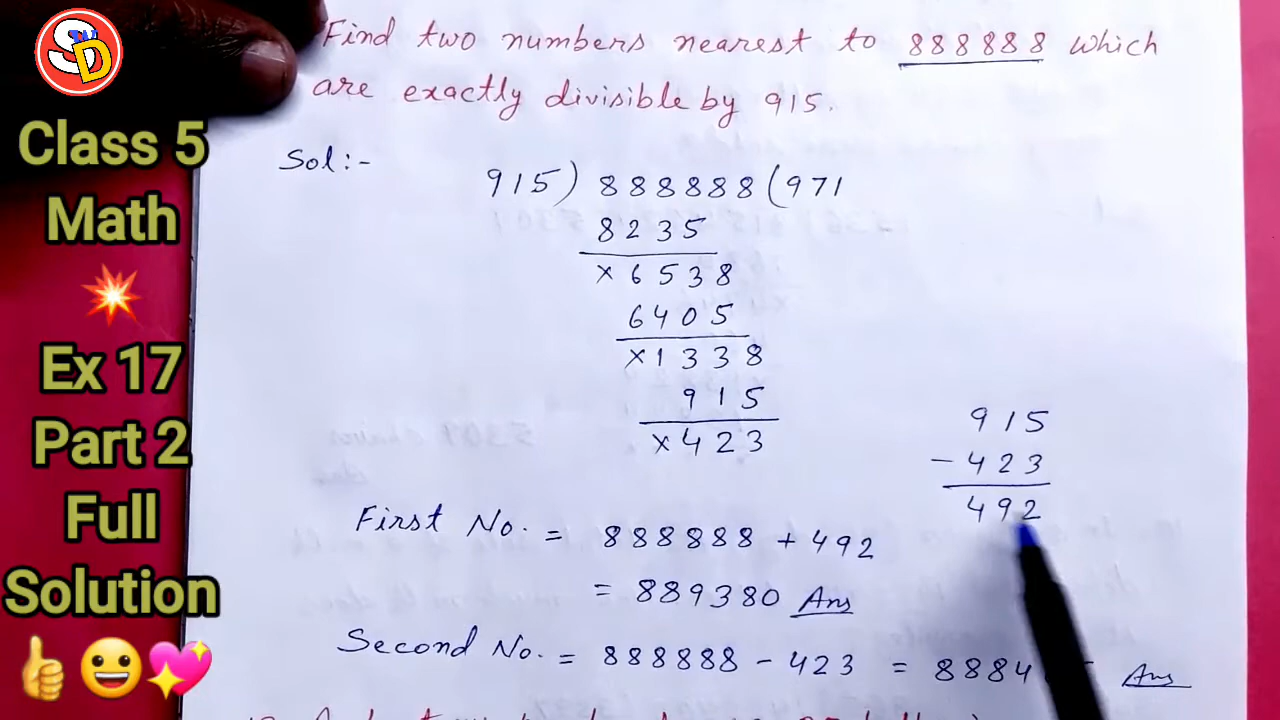 SD
Find two numbers nearest to 888888 which
are exactly divisible by 915.
Class 5
Math
Ex 17
Part 2
Full
Solution
Sol:-
915) 888888 (971
8235
×6538
6405
×1338
915
×423
915
- 423
492
First No. = 888888 + 492
= 889380 Ans
Second No. = 888888 - 423 = 8884 Ans